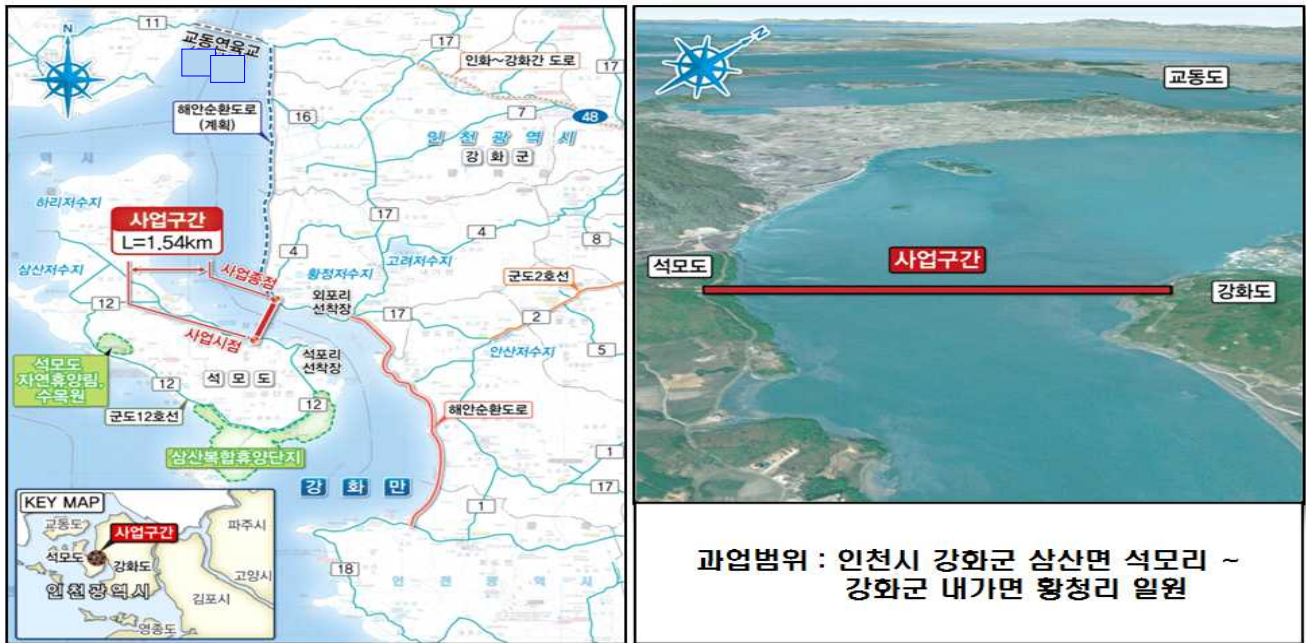 N
11
교동연육교
17
인화~강화간 도로
17
해안순환도로
(계획)
16
7
48
인 천 광 역 시
강 화 군
역 시
하리저수지
사업구간
L=1.54km
17
4
4
8
삼산저수지
사업종점
황정저수지
고려저수지
군도2호선
12
외포리
선착장
17
2
사업시점
안산저수지
5
석모도
자연휴양림,
수목원
석포리
선착장
12
석 모 도
12
군도12호선
해안순환도로
삼산복합휴양단지
1
강 화 만
17
1
18
인 천 광 역 시
KEY MAP
교동도
사업구간
파주시
석모도
강화도
고양시
인천광역시
김포시
영종도
N
교동도
사업구간
석모도
강화도
과업범위 : 인천시 강화군 삼산면 석모리 ~
강화군 내가면 황청리 일원